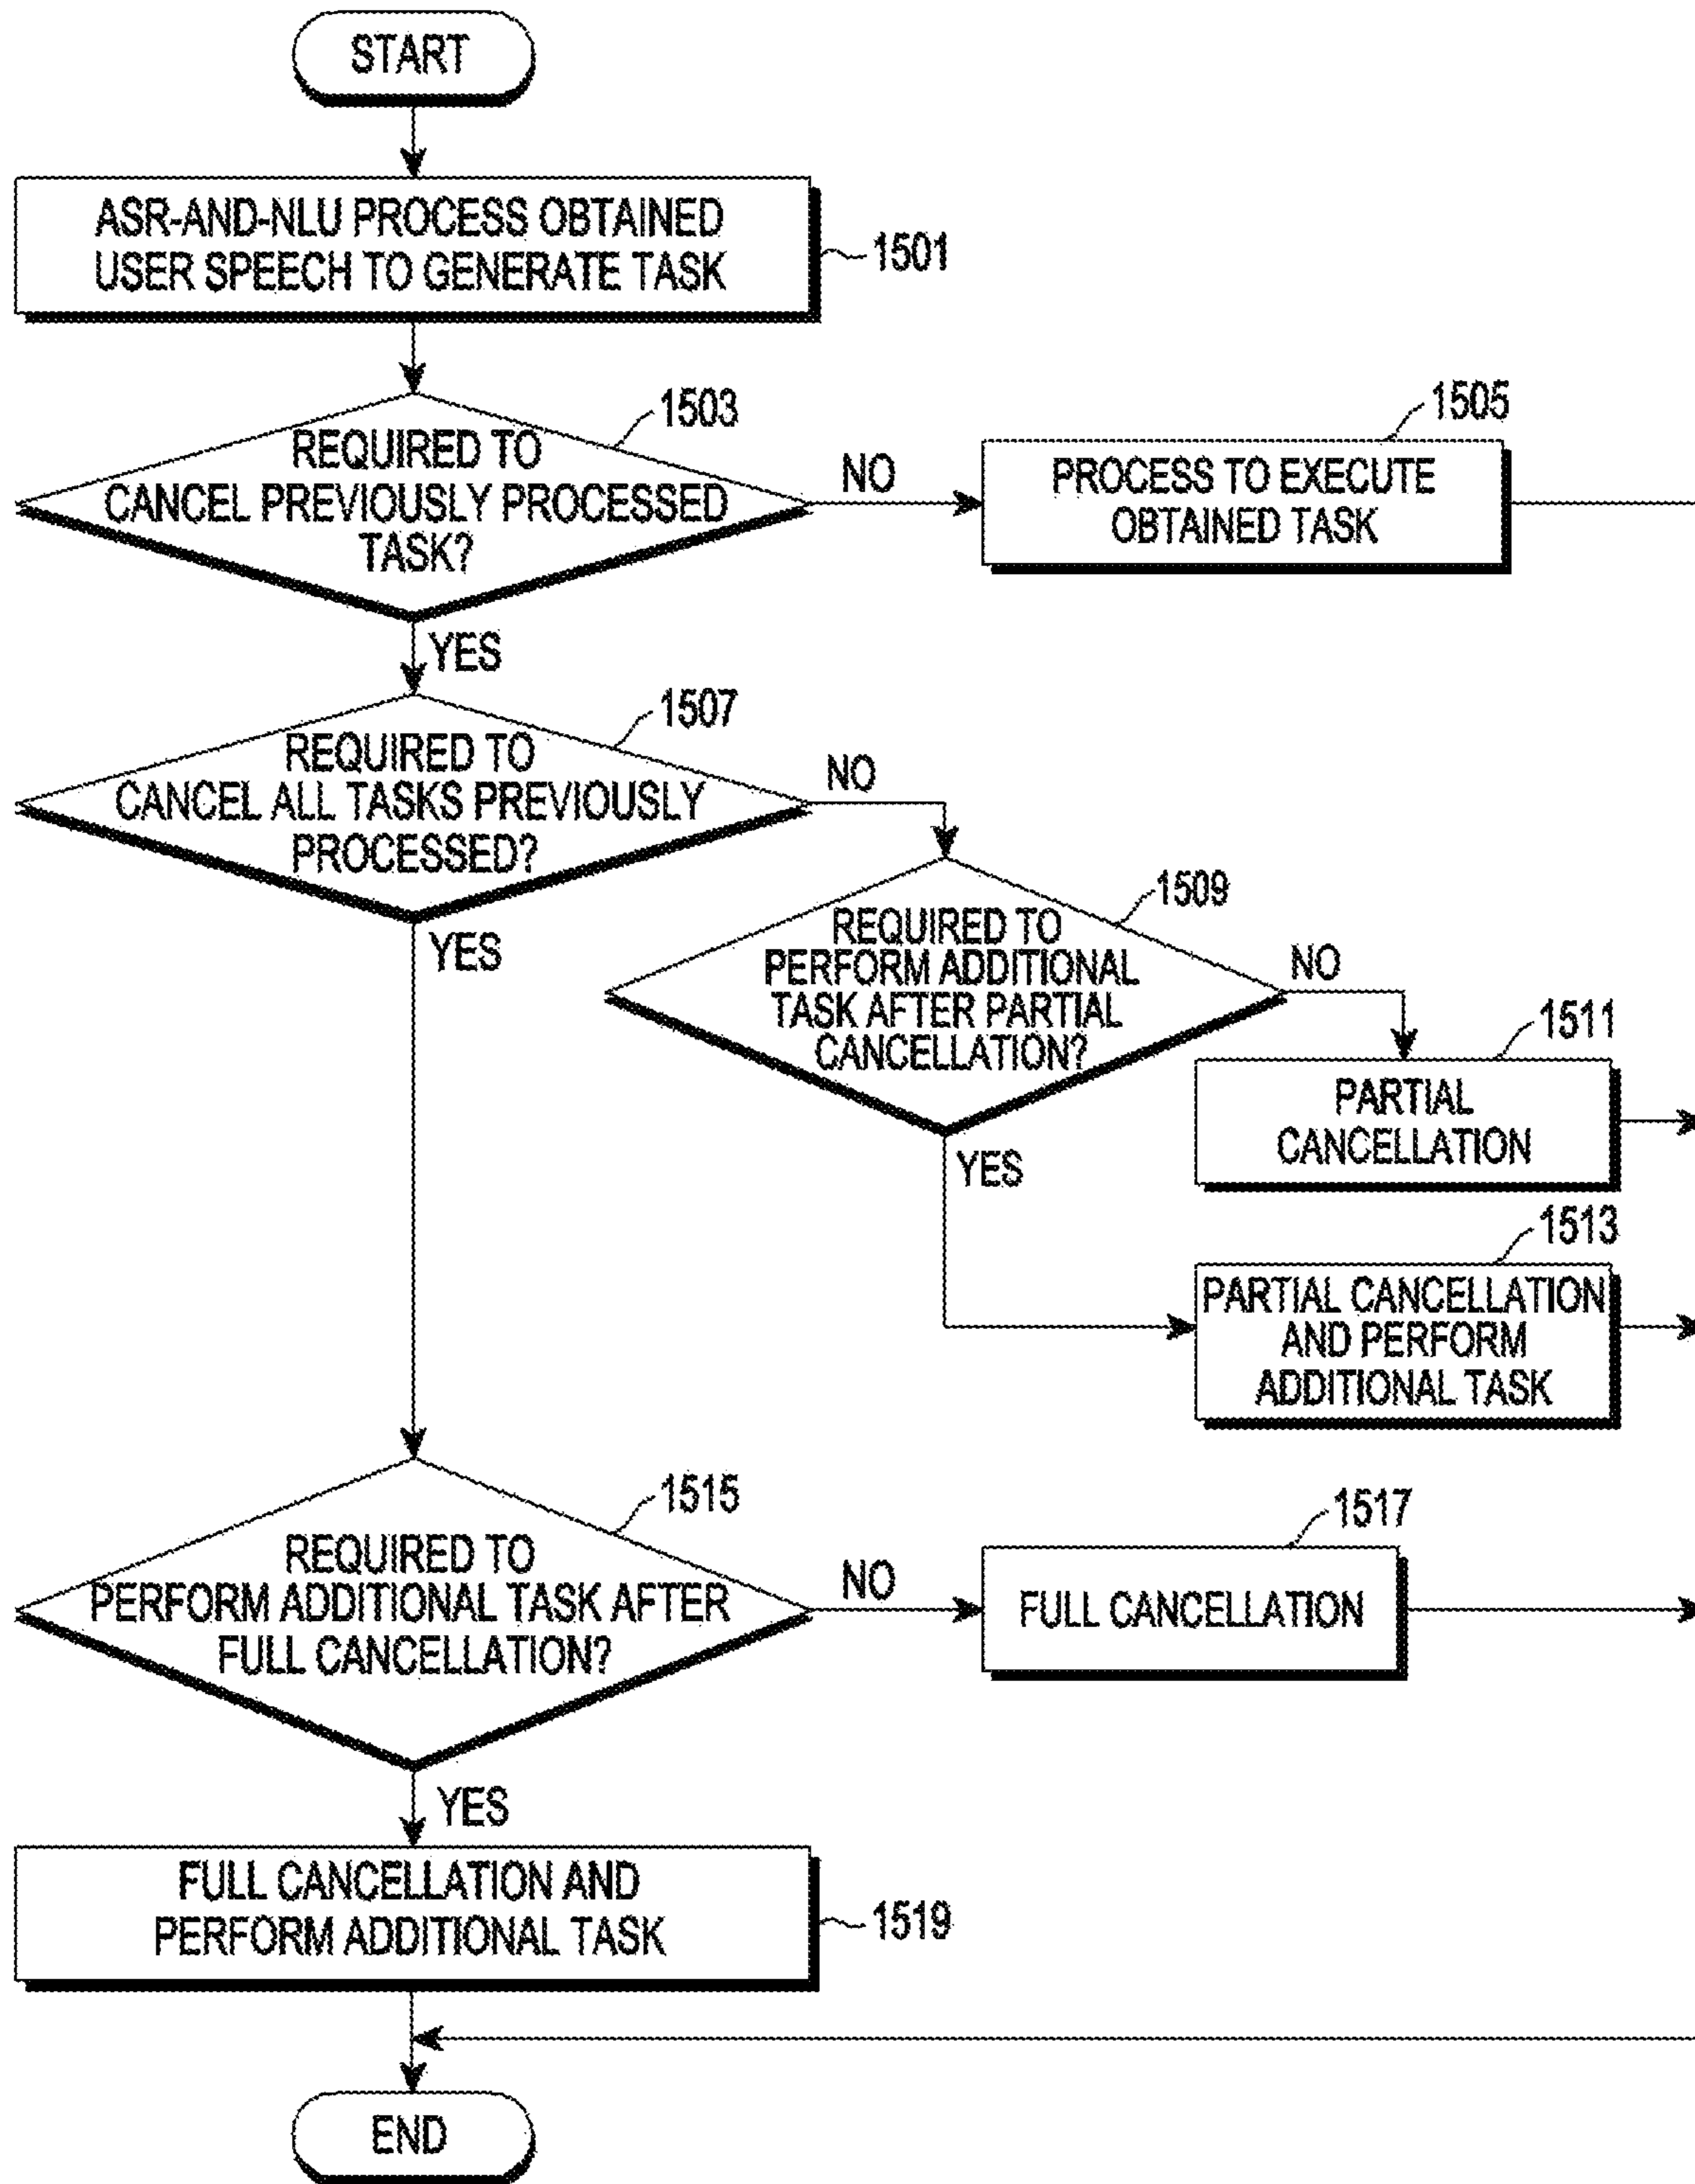 START
ASR-AND-NLU PROCESS OBTAINED
USER SPEECH TO GENERATE TASK
1501
1503
REQUIRED TO
CANCEL PREVIOUSLY PROCESSED
TASK?
NO
1505
PROCESS TO EXECUTE
OBTAINED TASK
YES
1507
REQUIRED TO
CANCEL ALL TASKS PREVIOUSLY
PROCESSED?
NO
YES
1509
REQUIRED TO
PERFORM ADDITIONAL
TASK AFTER PARTIAL
CANCELLATION?
NO
1511
PARTIAL
CANCELLATION
YES
1513
PARTIAL CANCELLATION
AND PERFORM
ADDITIONAL TASK
1515
REQUIRED TO
PERFORM ADDITIONAL TASK AFTER
FULL CANCELLATION?
NO
1517
FULL CANCELLATION
YES
FULL CANCELLATION AND
PERFORM ADDITIONAL TASK
1519
END